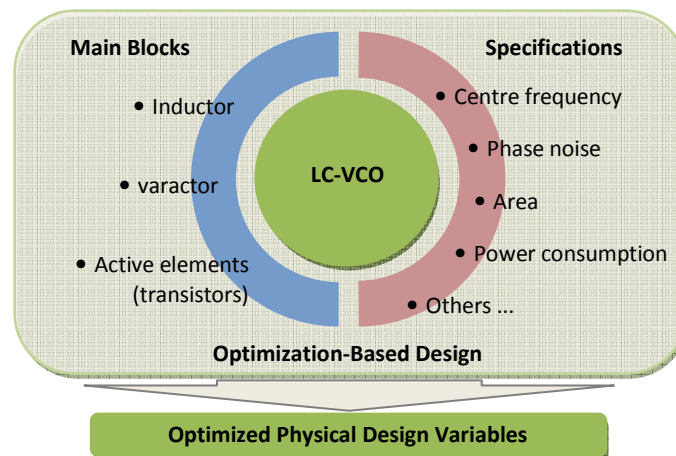 Main Blocks
• Inductor
• varactor
• Active elements
(transistors)
LC-VCO
Specifications
• Centre frequency
• Phase noise
• Area
• Power consumption
• Others ...
Optimization-Based Design
Optimized Physical Design Variables